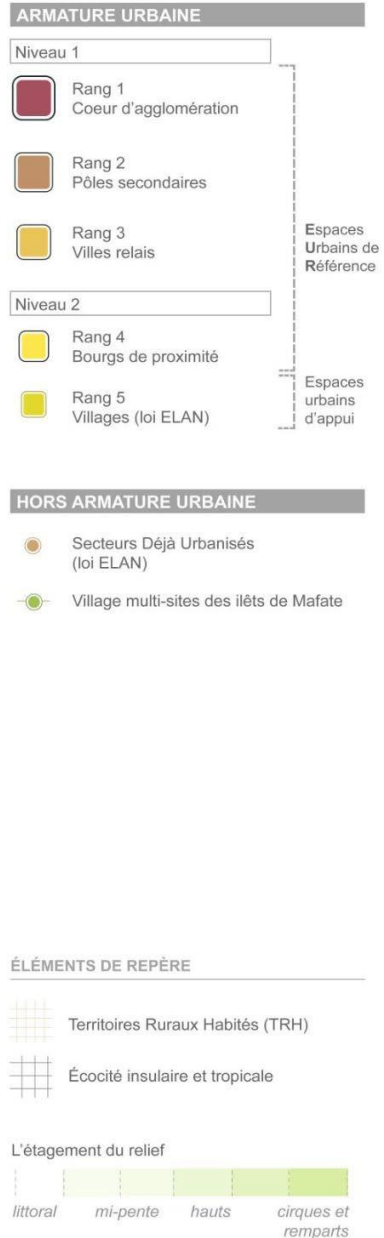 ARMATURE URBAINE
Niveau 1
Rang 1
Coeur d'agglomération
Rang 2
Pôles secondaires
Rang 3
Villes relais
Espaces
Urbains de
Référence
Niveau 2
Rang 4
Bourgs de proximité
Rang 5
Villages (loi ELAN)
Espaces
urbains
d'appui
HORS ARMATURE URBAINE
Secteurs Déjà Urbanisés
(loi ELAN)
Village multi-sites des ilêts de Mafate
ÉLÉMENTS DE REPÈRE
Territoires Ruraux Habités (TRH)
Écocité insulaire et tropicale
L'étagement du relief
littoral mi-pente hauts cirques et
remparts